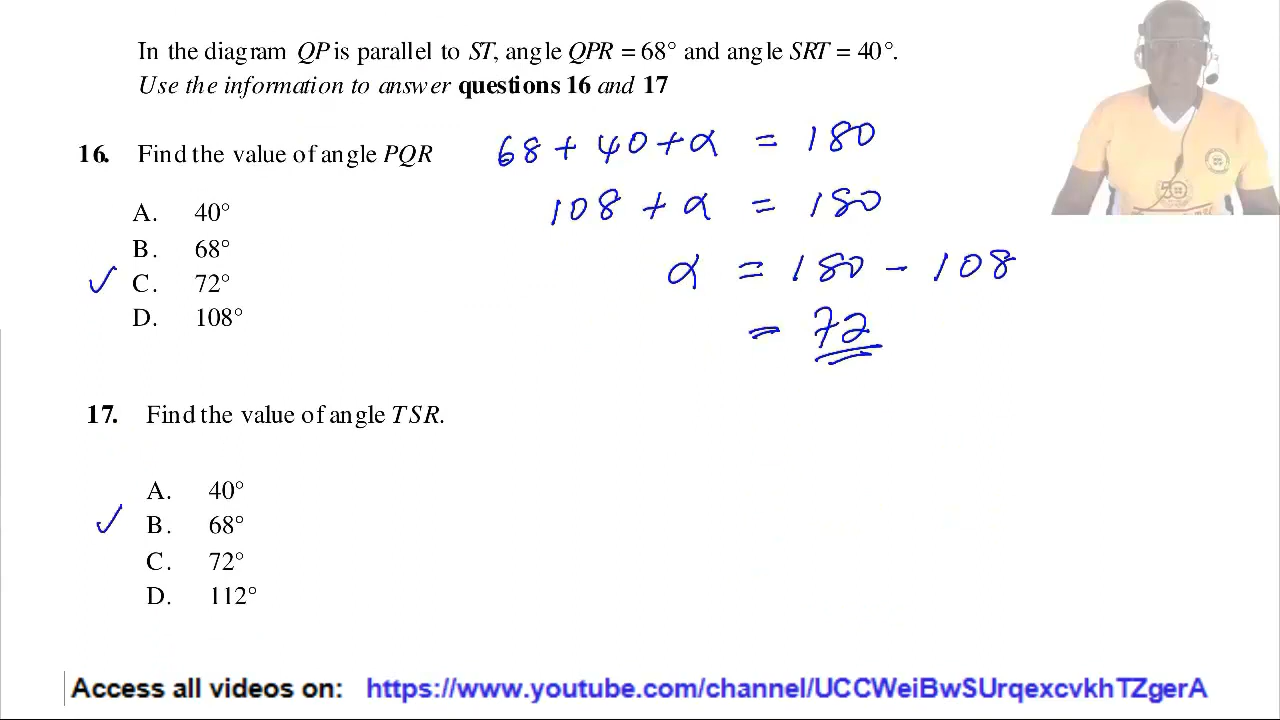 In the diagram QP is parallel to ST, angle QPR = 68° and angle SRT = 40°.
Use the information to answer questions 16 and 17
16. Find the value of angle PQR
68 + 40 + α = 180
A. 40°
108 + α = 180
B. 68°
α = 180 - 108
✓ C. 72°
D. 108°
= 72
17. Find the value of angle TSR.
A. 40°
✓ B. 68°
C. 72°
D. 112°
Access all videos on: https://www.youtube.com/channel/UCCWeiBwSUrqexcvkhTZgerA